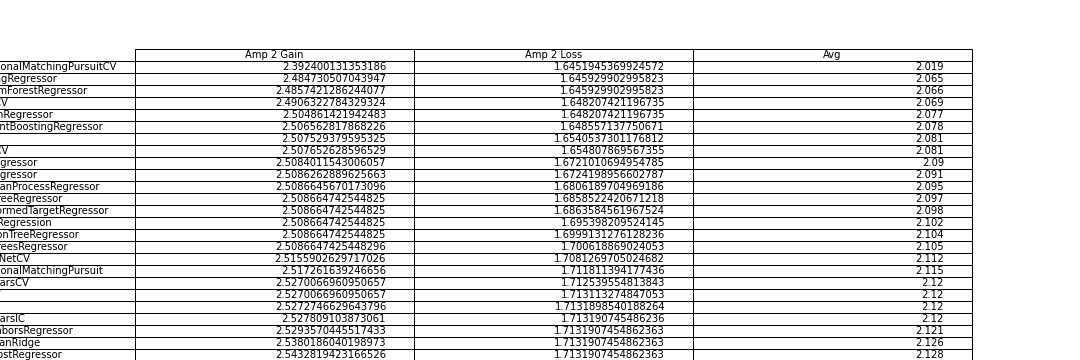 Amp 2 Gain Amp 2 Loss Avg
onalMatchingPursuitCV 2.392400131353186 1.6451945369924572 2.019
ngRegressor 2.484730507043947 1.645929902995823 2.065
mForestRegressor 2.4857421286244077 1.645929902995823 2.066
CV 2.4906322784329324 1.648207421196735 2.069
nRegressor 2.504861421942483 1.648207421196735 2.077
ntBoostingRegressor 2.506562817868226 1.648557137750671 2.078
2.507529379595325 1.6540537301176812 2.081
CV 2.507652628596529 1.654807869567355 2.081
gressor 2.5084011543006057 1.6721010694954785 2.09
gressor 2.5086262889625663 1.6724198956602787 2.091
anProcessRegressor 2.5086645670173096 1.6806189704969186 2.095
reeRegressor 2.508664742544825 1.6858522420671218 2.097
ormedTargetRegressor 2.508664742544825 1.6863584561967524 2.098
Regression 2.508664742544825 1.695398209524145 2.102
onTreeRegressor 2.508664742544825 1.6999131276128236 2.104
reesRegressor 2.5086647425448296 1.700618869024053 2.105
NetCV 2.5155902629717026 1.7081269705024682 2.112
onalMatchingPursuit 2.517261639246656 1.711811394177436 2.115
arsCV 2.5270066960950657 1.712539554813843 2.12
2.5270066960950657 1.713113274847053 2.12
2.5272746629643796 1.7131898540188264 2.12
arsIC 2.527809103873061 1.713190745486236 2.12
hborsRegressor 2.5293570445517433 1.7131907454862363 2.121
anRidge 2.5380186040198973 1.7131907454862363 2.126
ostRegressor 2.5432819423166526 1.7131907454862363 2.128